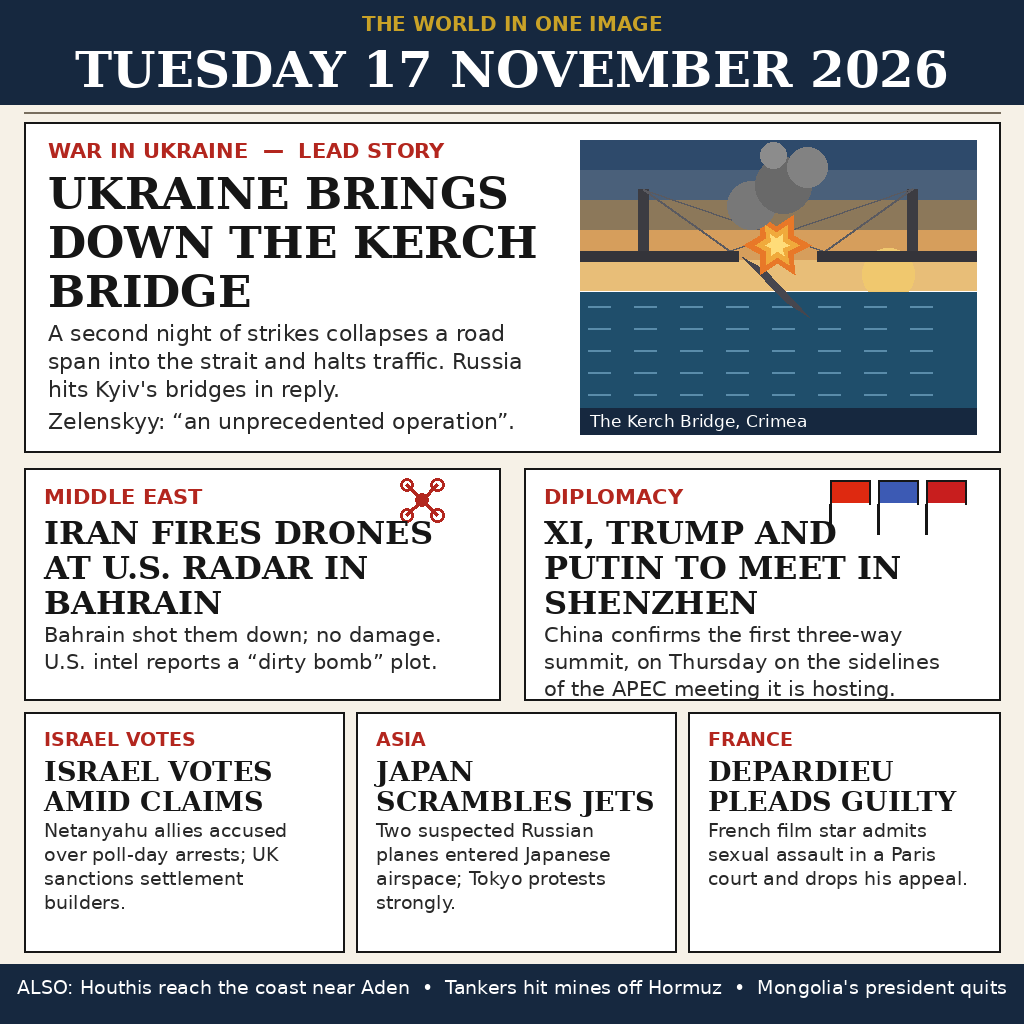 THE WORLD IN ONE IMAGE
TUESDAY 17 NOVEMBER 2026
WAR IN UKRAINE — LEAD STORY
UKRAINE BRINGS
DOWN THE KERCH
BRIDGE
A second night of strikes collapses a road
span into the strait and halts traffic. Russia
hits Kyiv's bridges in reply.
Zelenskyy: “an unprecedented operation”.
The Kerch Bridge, Crimea
MIDDLE EAST
IRAN FIRES DRONES
AT U.S. RADAR IN
BAHRAIN
Bahrain shot them down; no damage.
U.S. intel reports a “dirty bomb” plot.
DIPLOMACY
XI, TRUMP AND
PUTIN TO MEET IN
SHENZHEN
China confirms the first three-way
summit, on Thursday on the sidelines
of the APEC meeting it is hosting.
ISRAEL VOTES
ISRAEL VOTES
AMID CLAIMS
Netanyahu allies accused
over poll-day arrests; UK
sanctions settlement
builders.
ASIA
JAPAN
SCRAMBLES JETS
Two suspected Russian
planes entered Japanese
airspace; Tokyo protests
strongly.
FRANCE
DEPARDIEU
PLEADS GUILTY
French film star admits
sexual assault in a Paris
court and drops his appeal.
ALSO: Houthis reach the coast near Aden • Tankers hit mines off Hormuz • Mongolia's president quits